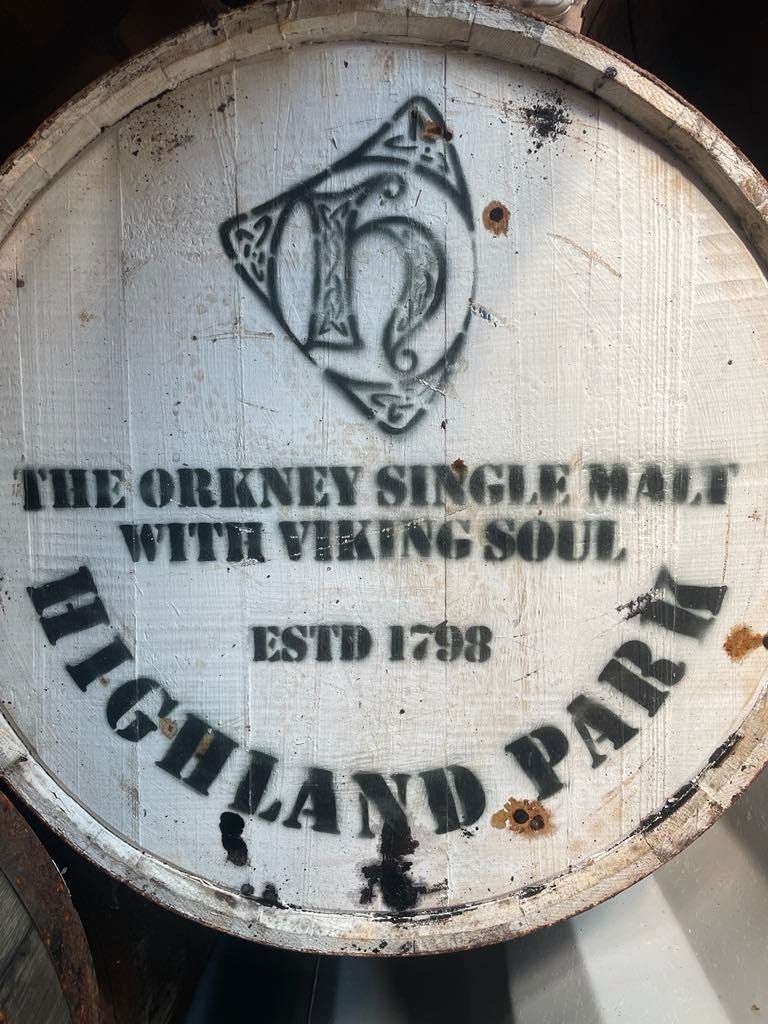 H
THE ORKNEY SINGLE MALT
WITH VIKING SOUL
ESTD 1798
HIGHLAND PARK